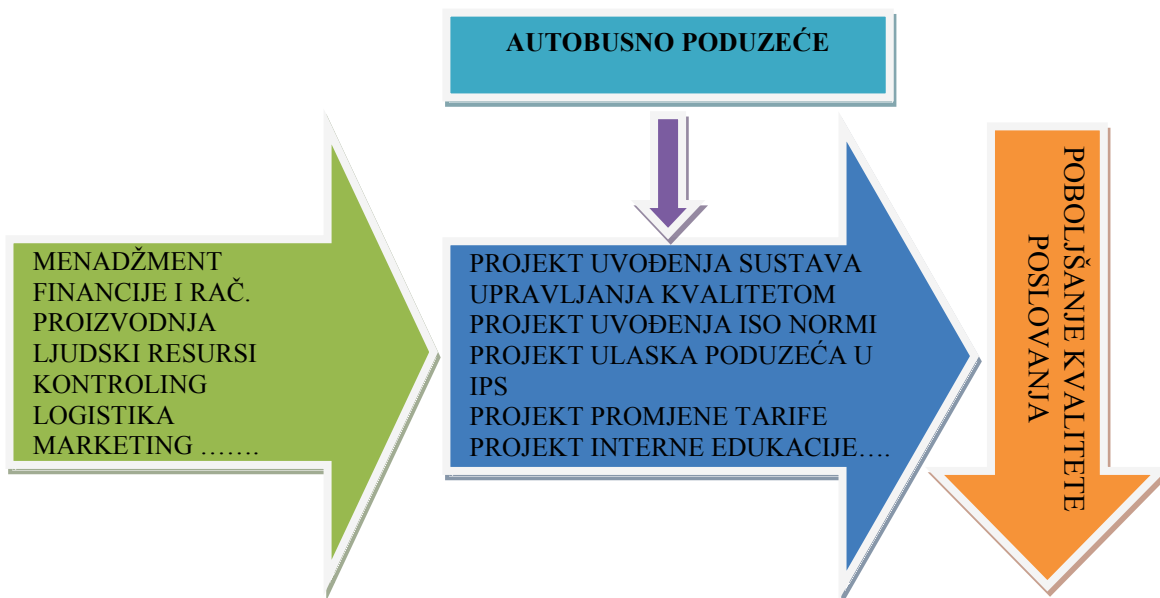 AUTOBUSNO PODUZEĆE
MENADŽMENT
FINANCIJE I RAČ.
PROIZVODNJA
LJUDSKI RESURSI
KONTROLING
LOGISTIKA
MARKETING …….
PROJEKT UVOĐENJA SUSTAVA
UPRAVLJANJA KVALITETOM
PROJEKT UVOĐENJA ISO NORMI
PROJEKT ULASKA PODUZEĆA U
IPS
PROJEKT PROMJENE TARIFE
PROJEKT INTERNE EDUKACIJE….
POBOLJŠANJE KVALITETE
POSLOVANJA